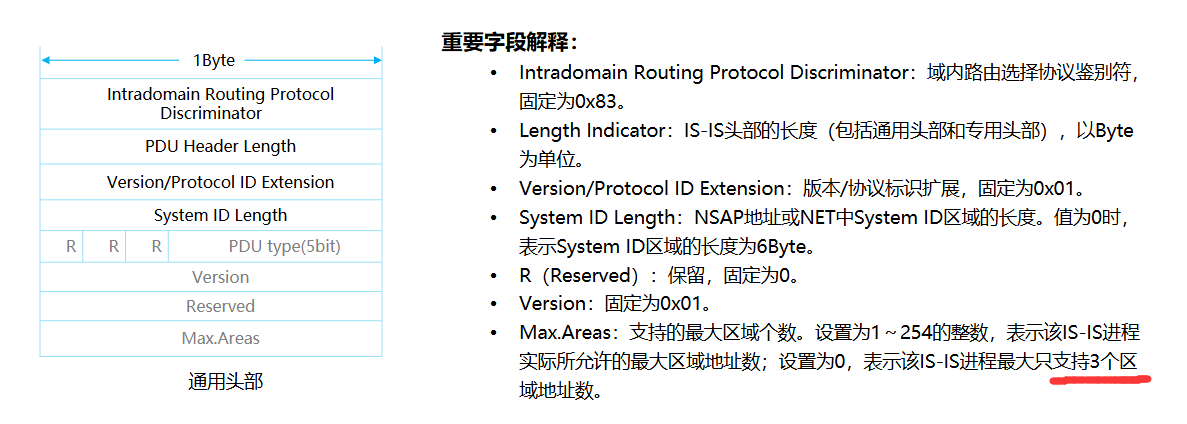 1Byte
Intradomain Routing Protocol
Discriminator
PDU Header Length
Version/Protocol ID Extension
System ID Length
R R R PDU type(5bit)
Version
Reserved
Max.Areas
通用头部
重要字段解释：
• Intradomain Routing Protocol Discriminator：域内路由选择协议鉴别符，
固定为0x83。
• Length Indicator：IS-IS头部的长度（包括通用头部和专用头部），以Byte
为单位。
• Version/Protocol ID Extension：版本/协议标识扩展，固定为0x01。
• System ID Length：NSAP地址或NET中System ID区域的长度。值为0时，
表示System ID区域的长度为6Byte。
• R（Reserved）：保留，固定为0。
• Version：固定为0x01。
• Max.Areas：支持的最大区域个数。设置为1～254的整数，表示该IS-IS进程
实际所允许的最大区域地址数；设置为0，表示该IS-IS进程最大只支持3个区
域地址数。